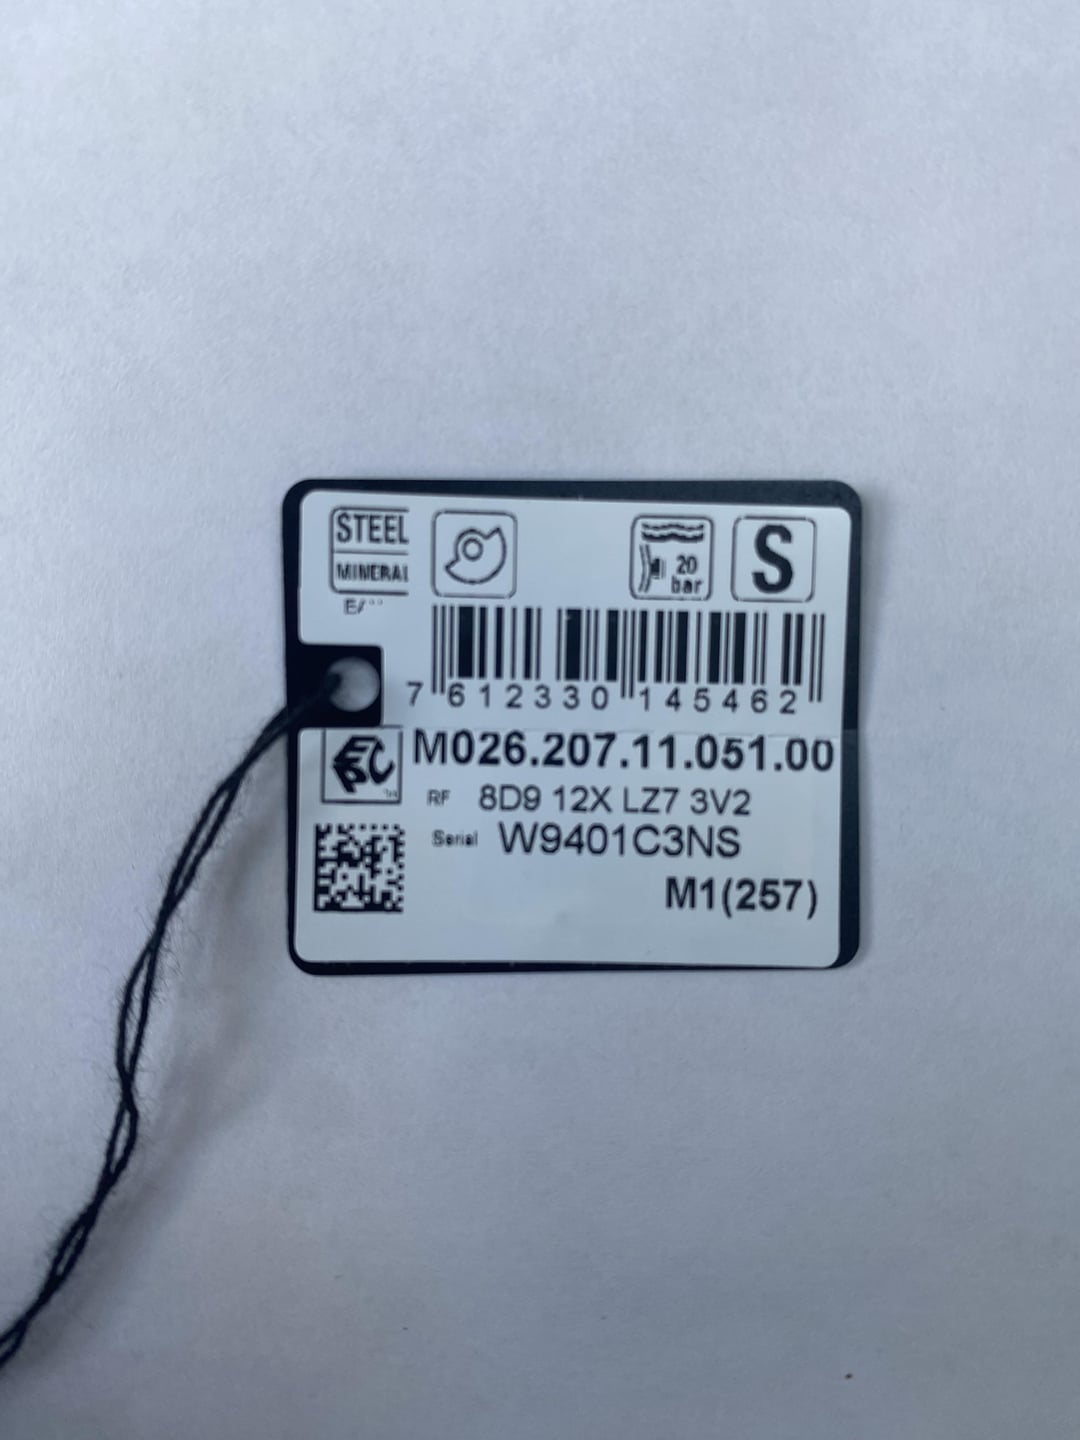 STEEL
MINERAL
20
bar
S
7 612330 145462
M026.207.11.051.00
RF 8D9 12X LZ7 3V2
Serial W9401C3NS
M1(257)